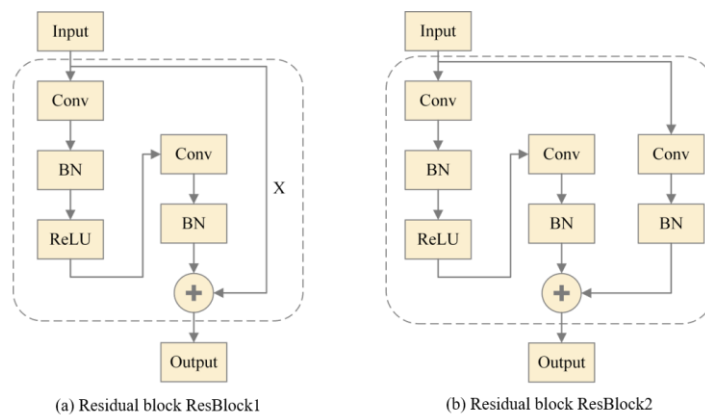 Input
Conv
BN
ReLU
Conv
BN
X
Output
(a) Residual block ResBlock1
Input
Conv
BN
ReLU
Conv
BN
Conv
BN
Output
(b) Residual block ResBlock2